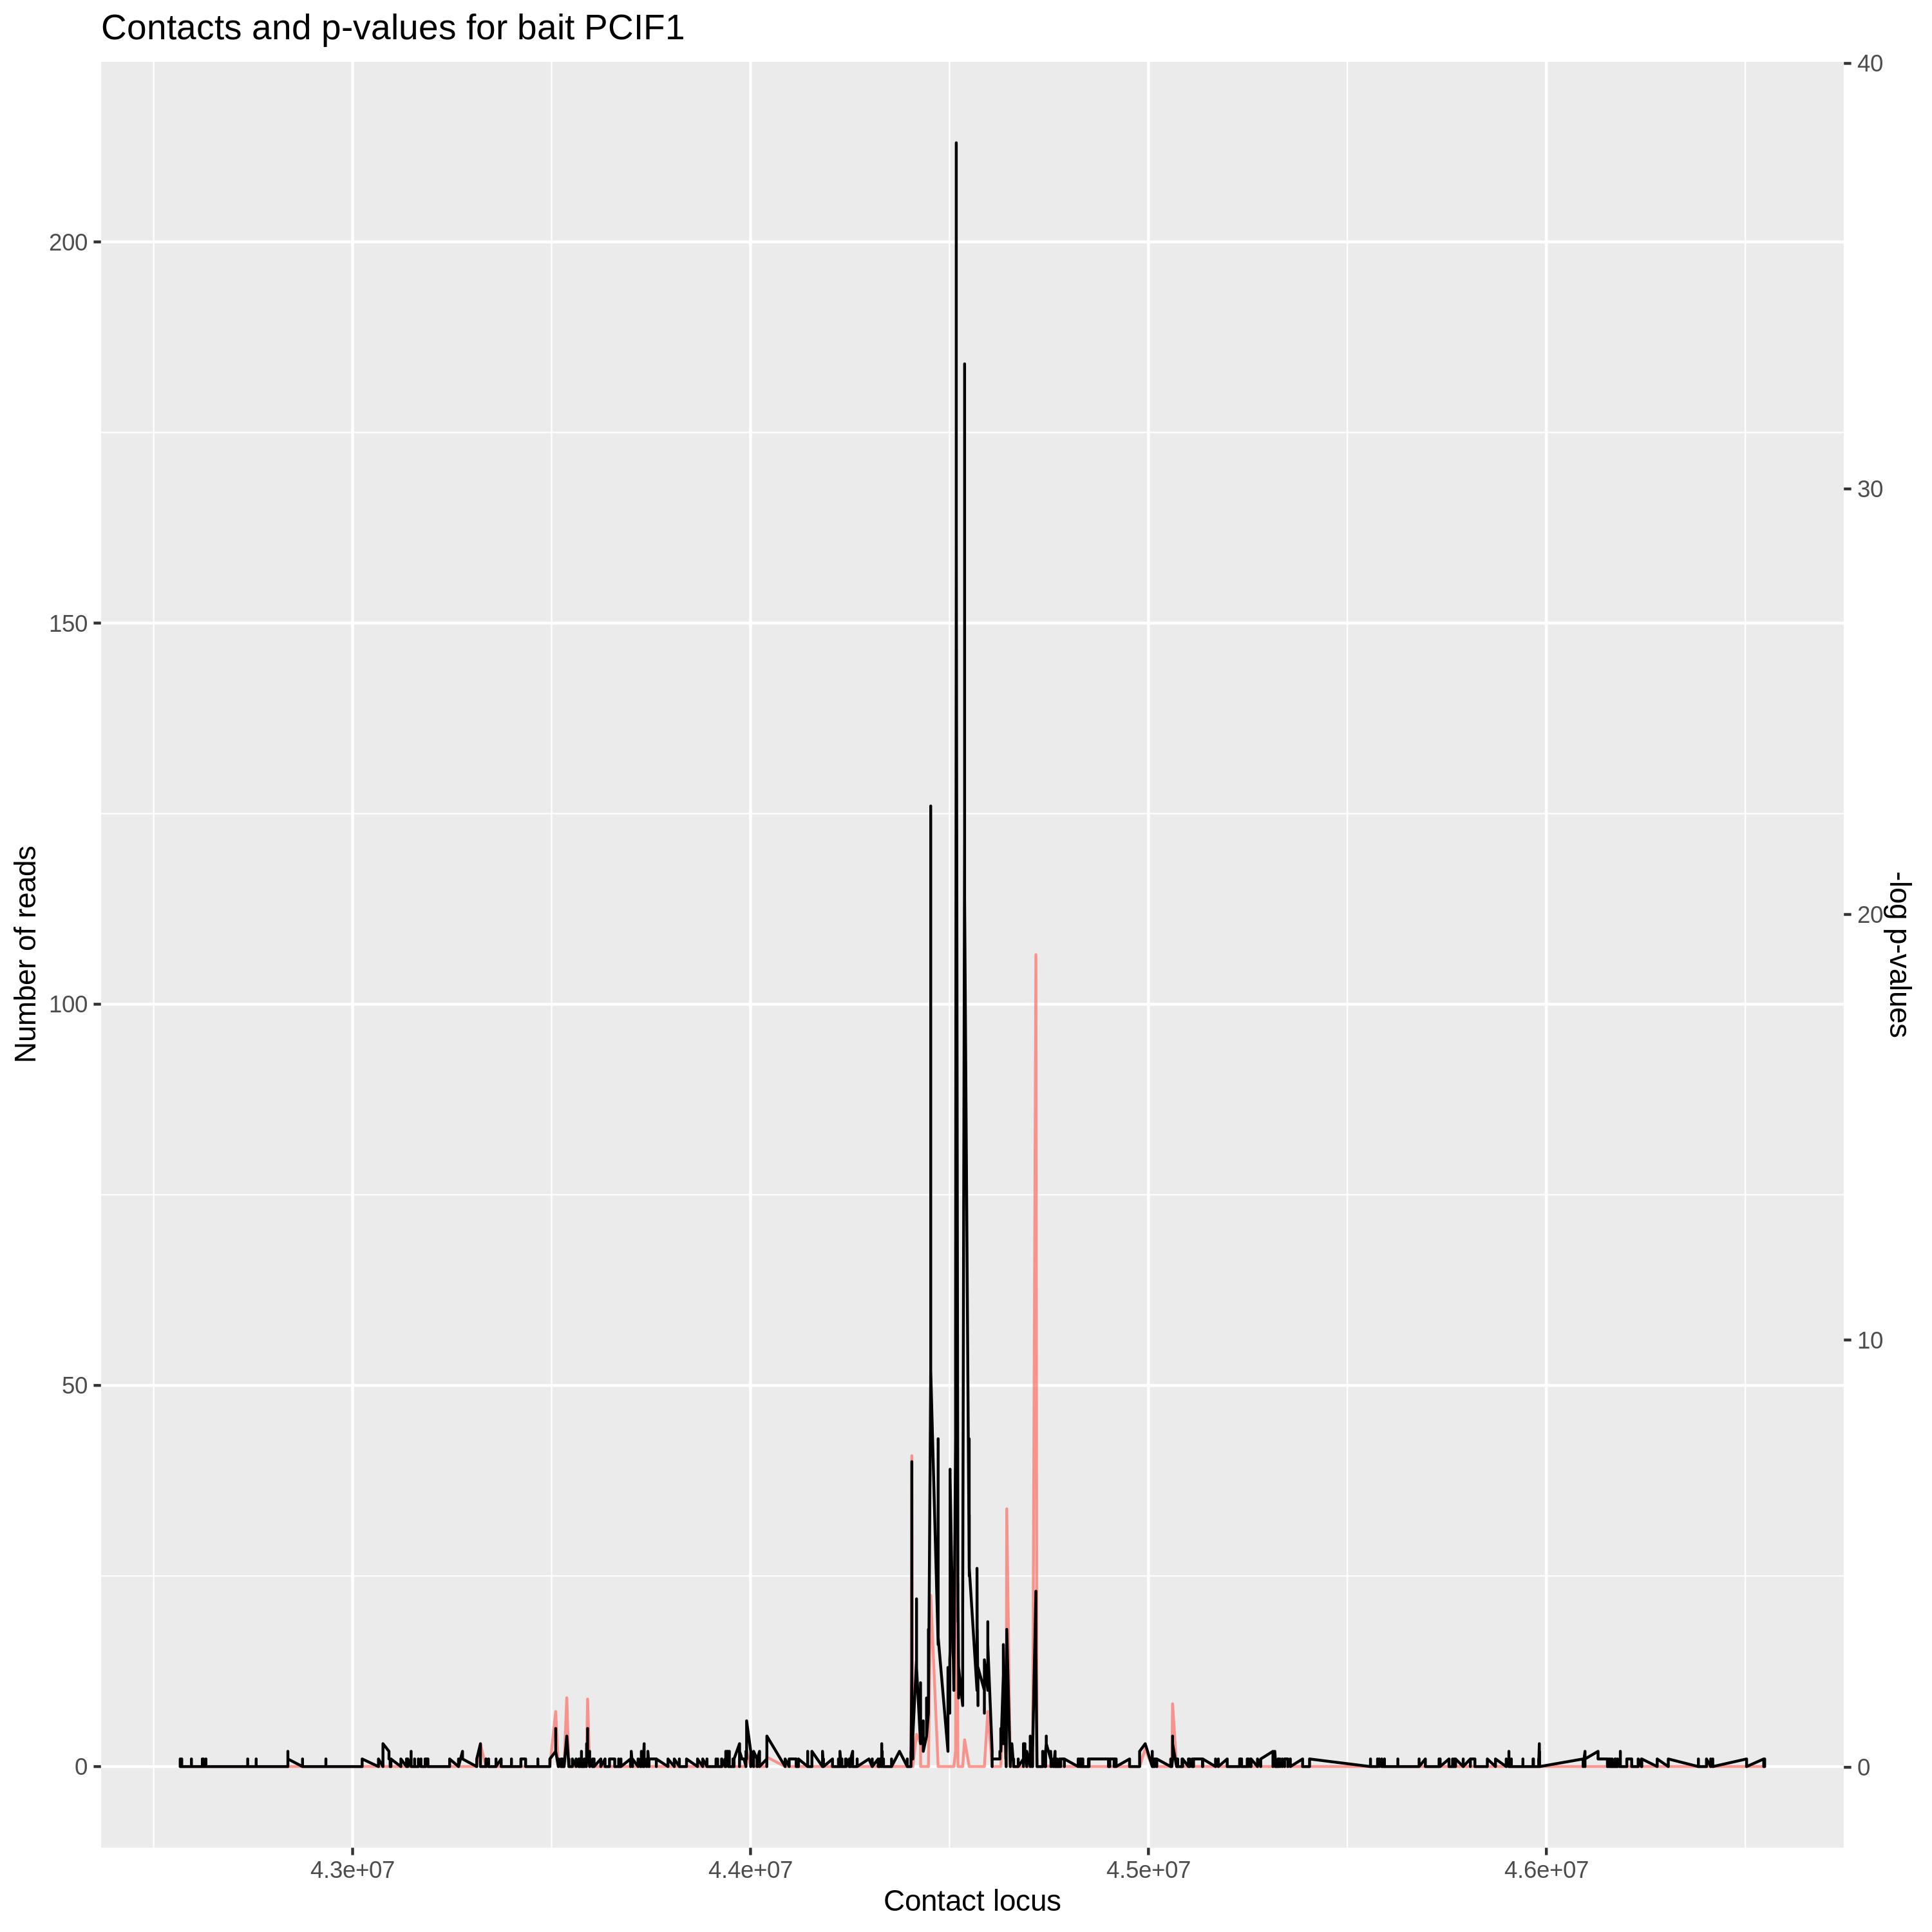 Contacts and p-values for bait PCIF1
40
200
30
150
20
100
10
50
0
0
Number of reads
-log p-values
4.3e+07
4.4e+07
4.5e+07
4.6e+07
Contact locus